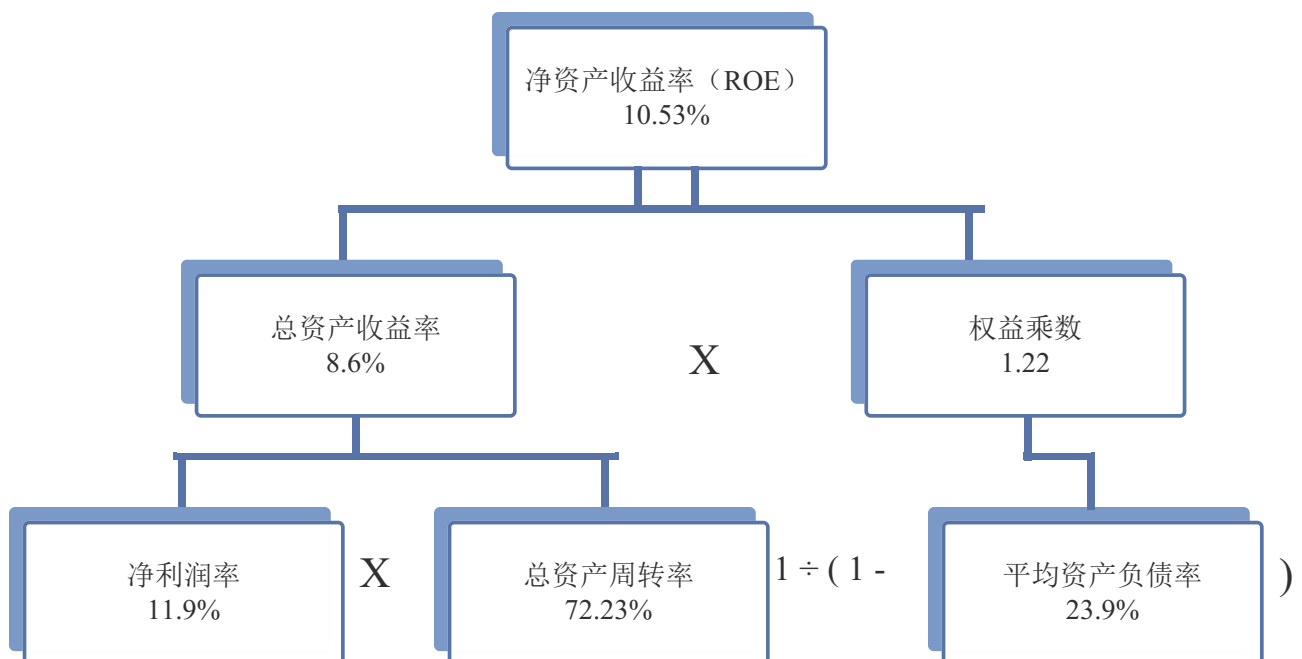 净资产收益率（ROE）
10.53%
总资产收益率
8.6%
X
权益乘数
1.22
净利润率
11.9%
X
总资产周转率
72.23%
1 ÷ ( 1 -
平均资产负债率
23.9%
)